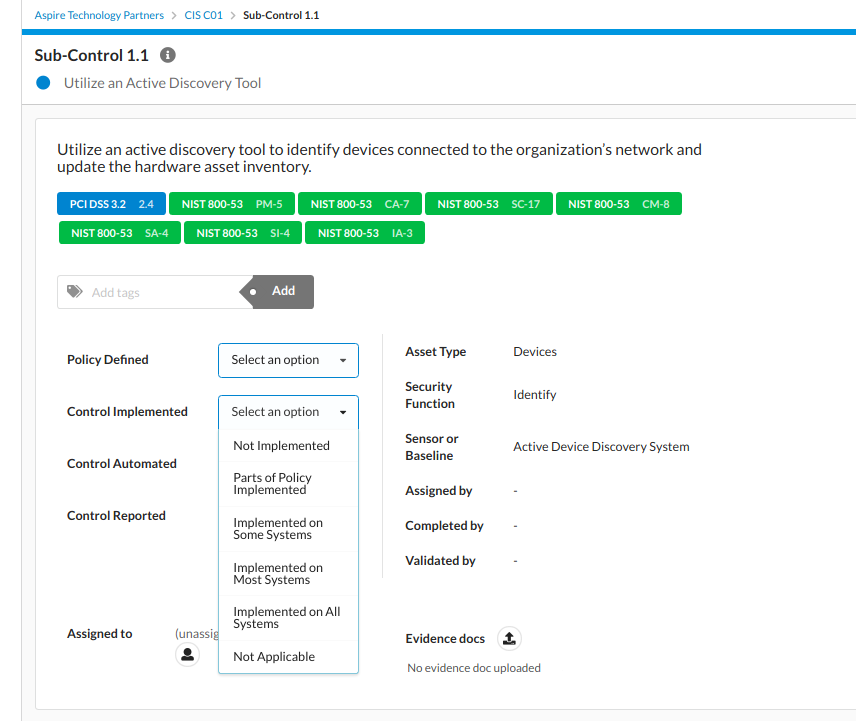 Aspire Technology Partners > CIS C01 > Sub-Control 1.1
Sub-Control 1.1
Utilize an Active Discovery Tool
Utilize an active discovery tool to identify devices connected to the organization's network and
update the hardware asset inventory.
PCI DSS 3.2 2.4 NIST 800-53 PM-5 NIST 800-53 CA-7 NIST 800-53 SC-17 NIST 800-53 CM-8
NIST 800-53 SA-4 NIST 800-53 SI-4 NIST 800-53 IA-3
Add tags Add
Policy Defined Select an option
Control Implemented Select an option
Not Implemented
Parts of Policy
Implemented
Implemented on
Some Systems
Implemented on
Most Systems
Implemented on All
Systems
Not Applicable
Control Automated
Control Reported
Assigned to (unassig
Asset Type Devices
Security
Function Identify
Sensor or
Baseline Active Device Discovery System
Assigned by -
Completed by -
Validated by -
Evidence docs
No evidence doc uploaded